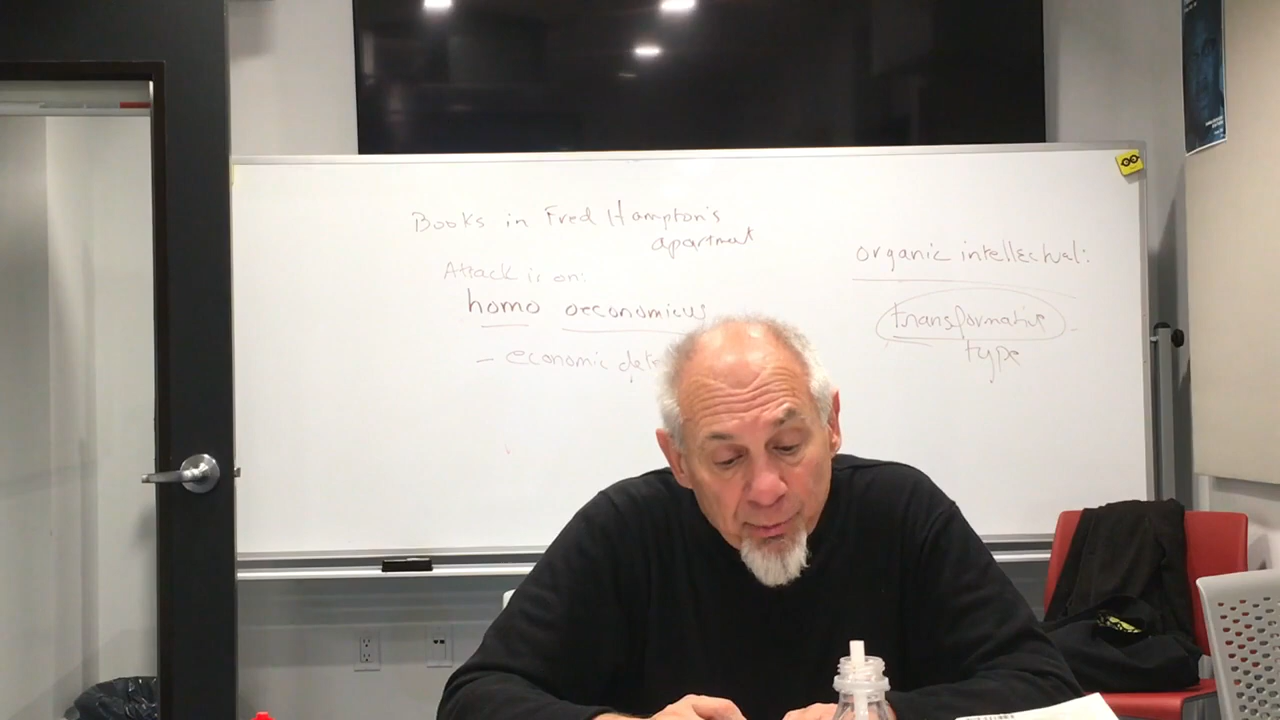 Books in Fred Hampton's
apartment
Attack is on:
homo oeconomicus
- economic
organic intellectual:
transformative
type